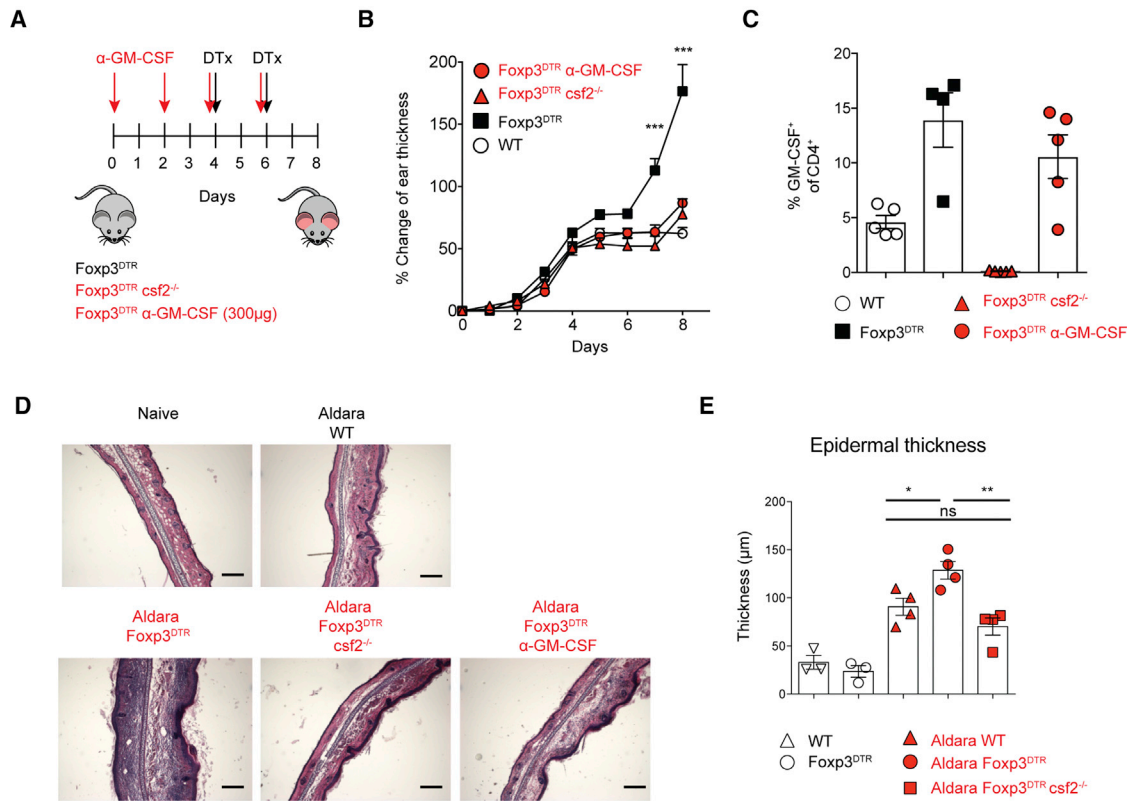 A
α-GM-CSF DTx DTx
0 1 2 3 4 5 6 7 8
Days
Foxp3DTR
Foxp3DTR csf2-/-
Foxp3DTR α-GM-CSF (300µg)
B
% Change of ear thickness
200
150
100
50
0
0 2 4 6 8
Days
Foxp3DTR α-GM-CSF
Foxp3DTR csf2-/-
Foxp3DTR
WT
***
***
C
% GM-CSF+
of CD4+
20
15
10
5
0
WT
Foxp3DTR
Foxp3DTR csf2-/-
Foxp3DTR α-GM-CSF
D
Naive
Aldara
WT
Aldara
Foxp3DTR
Aldara
Foxp3DTR
csf2-/-
Aldara
Foxp3DTR
α-GM-CSF
E
Epidermal thickness
Thickness (µm)
200
150
100
50
0
* **
ns
WT
Foxp3DTR
Aldara WT
Aldara Foxp3DTR
Aldara Foxp3DTR csf2-/-